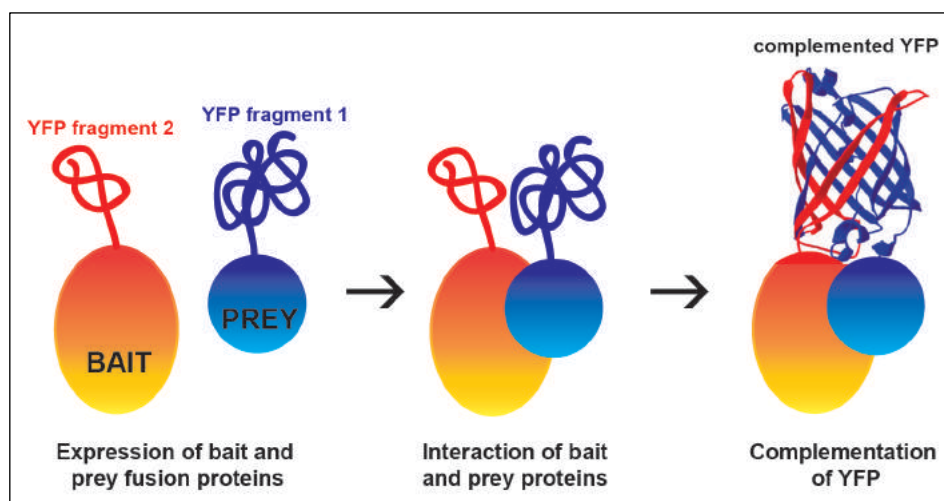 complemented YFP
YFP fragment 2
YFP fragment 1
BAIT
PREY
Expression of bait and
prey fusion proteins
Interaction of bait
and prey proteins
Complementation
of YFP